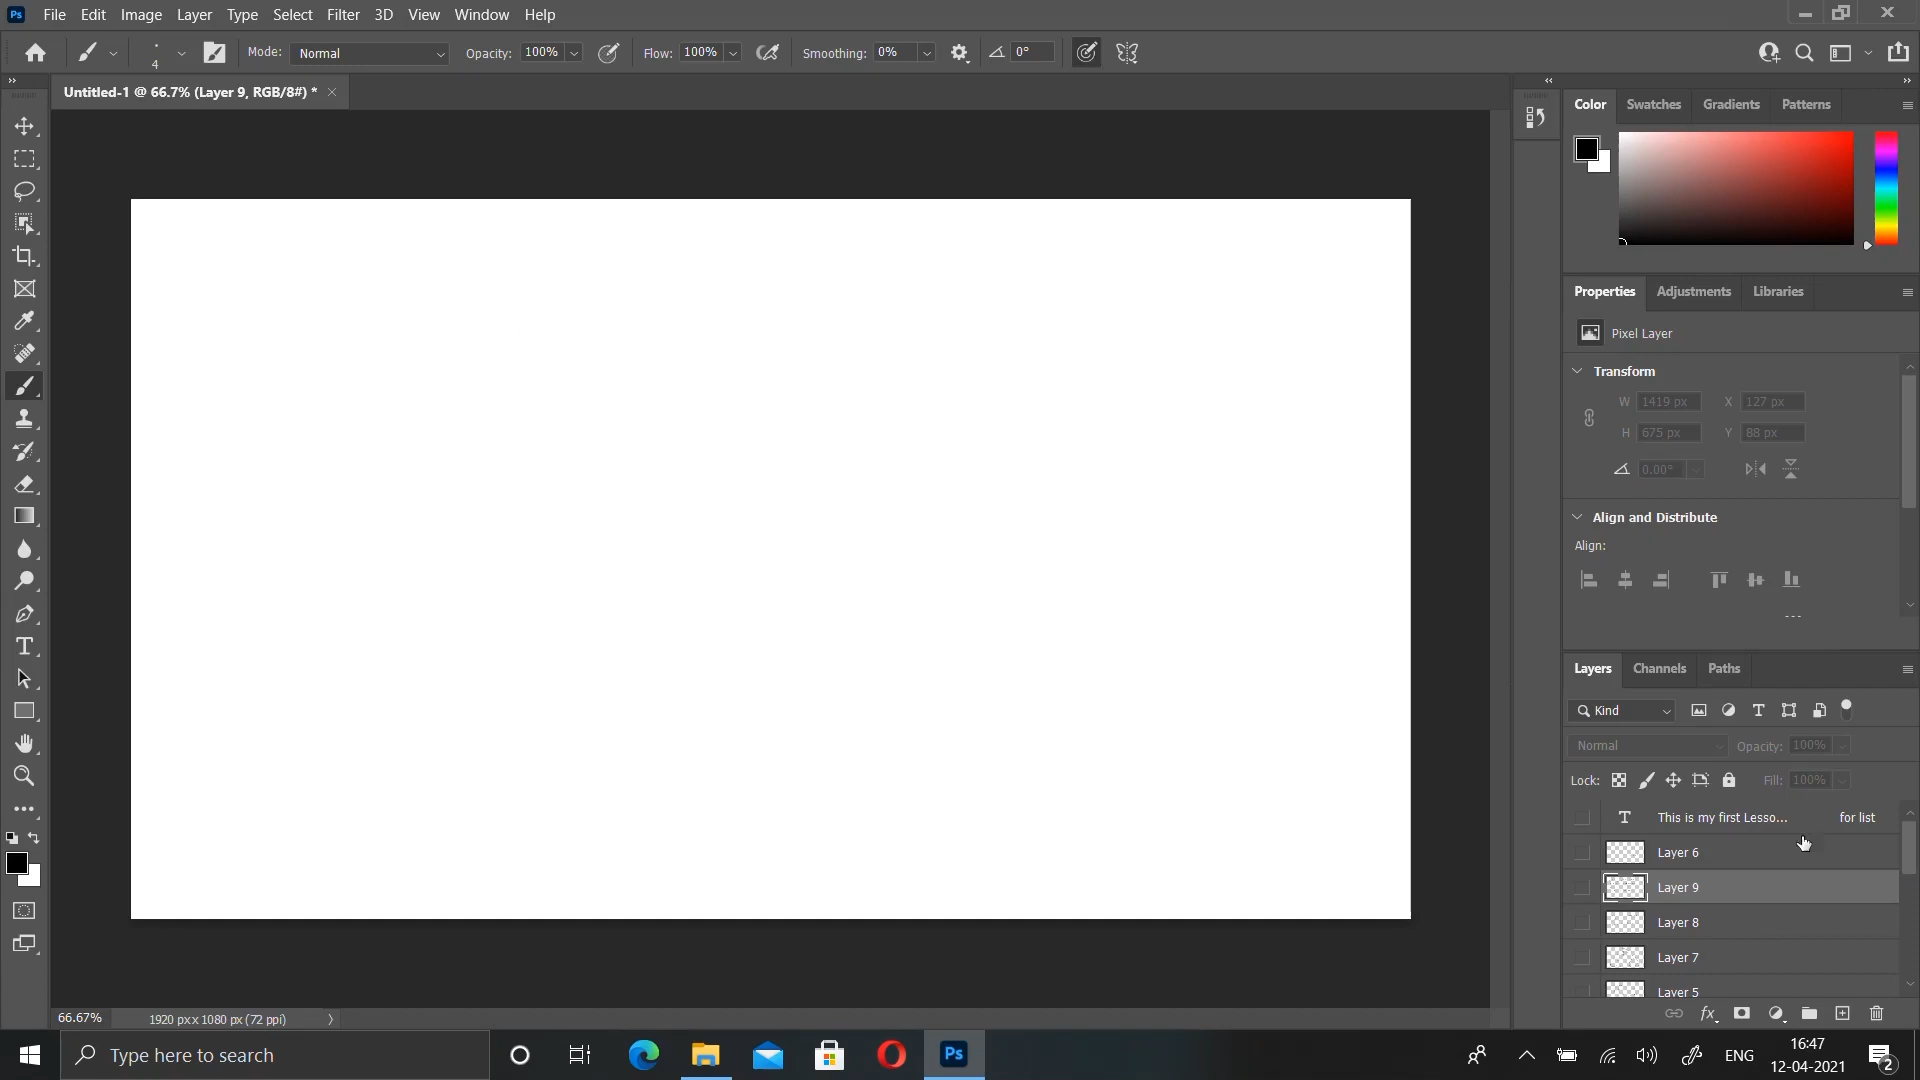 Ps File Edit Image Layer Type Select Filter 3D View Window Help
4 Mode: Normal Opacity: 100% Flow: 100% Smoothing: 0% 0°
Untitled-1 @ 66.7% (Layer 9, RGB/8#) *
Color Swatches Gradients Patterns
Properties Adjustments Libraries
Pixel Layer
Transform
W 1419 px X 127 px
H 675 px Y 88 px
0.00°
Align and Distribute
Align:
Layers Channels Paths
Kind
Normal Opacity: 100%
Lock: Fill: 100%
This is my first Lesso... for list
Layer 6
Layer 9
Layer 8
Layer 7
Layer 5
66.67% 1920 px x 1080 px (72 ppi)
Type here to search Ps ENG 16:47
12-04-2021 2